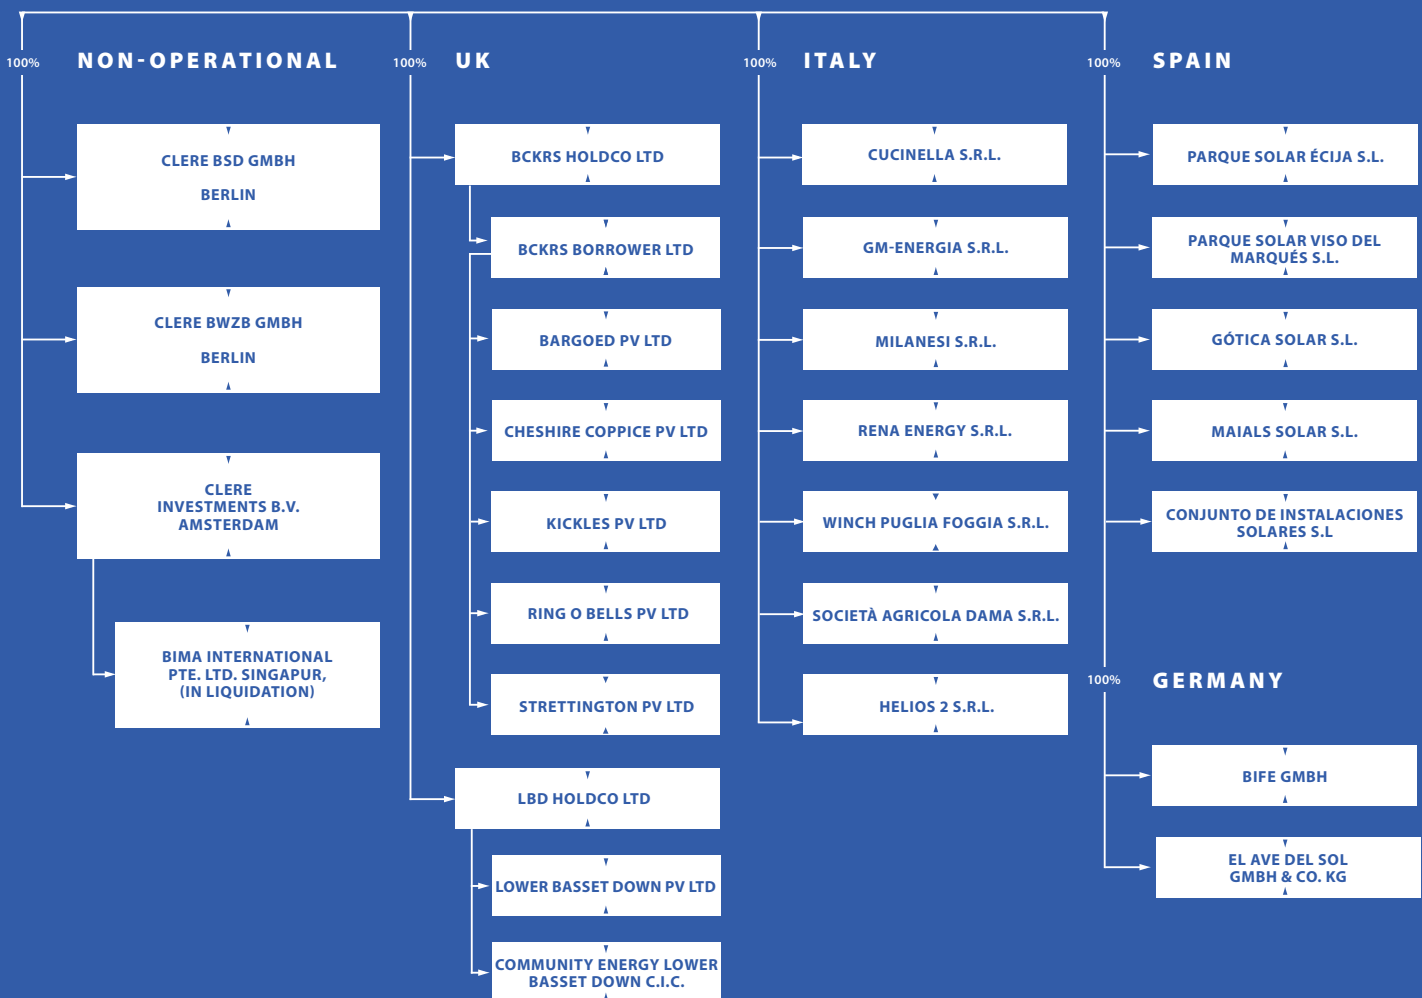 100%
NON-OPERATIONAL
CLERE BSD GMBH
BERLIN
CLERE BWZB GMBH
BERLIN
CLERE
INVESTMENTS B.V.
AMSTERDAM
BIMA INTERNATIONAL
PTE. LTD. SINGAPUR,
(IN LIQUIDATION)
100%
UK
BCKRS HOLDCO LTD
BCKRS BORROWER LTD
BARGOED PV LTD
CHESHIRE COPPICE PV LTD
KICKLES PV LTD
RING O BELLS PV LTD
STRETTINGTON PV LTD
LBD HOLDCO LTD
LOWER BASSET DOWN PV LTD
COMMUNITY ENERGY LOWER
BASSET DOWN C.I.C.
100%
ITALY
CUCINELLA S.R.L.
GM-ENERGIA S.R.L.
MILANESI S.R.L.
RENA ENERGY S.R.L.
WINCH PUGLIA FOGGIA S.R.L.
SOCIETÀ AGRICOLA DAMA S.R.L.
HELIOS 2 S.R.L.
100%
SPAIN
PARQUE SOLAR ÉCIJA S.L.
PARQUE SOLAR VISO DEL
MARQUÉS S.L.
GÓTICA SOLAR S.L.
MAIALS SOLAR S.L.
CONJUNTO DE INSTALACIONES
SOLARES S.L
100%
GERMANY
BIFE GMBH
EL AVE DEL SOL
GMBH & CO. KG